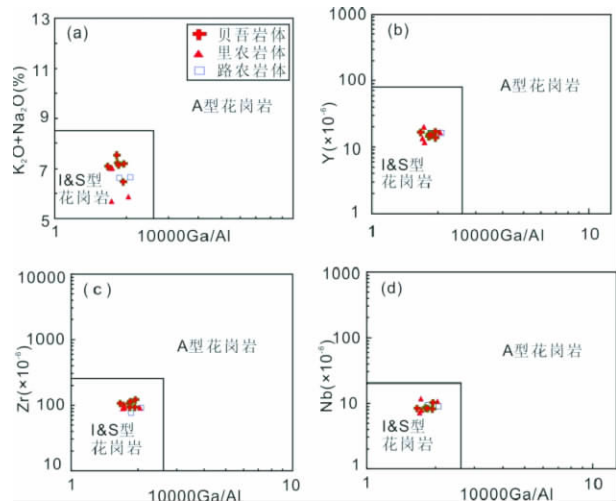 (a)
贝吾岩体
里农岩体
路农岩体
A型花岗岩
I&S型
花岗岩
K₂O+Na₂O(%)
13
11
9
7
5
1
10000Ga/Al
(b)
A型花岗岩
I&S型
花岗岩
Y(×10⁻⁶)
1000
100
10
1
1
10000Ga/Al
10
(c)
A型花岗岩
I&S型
花岗岩
Zr(×10⁻⁶)
10000
1000
100
10
1
10000Ga/Al
10
(d)
A型花岗岩
I&S型
花岗岩
Nb(×10⁻⁶)
1000
100
10
1
1
10000Ga/Al
10